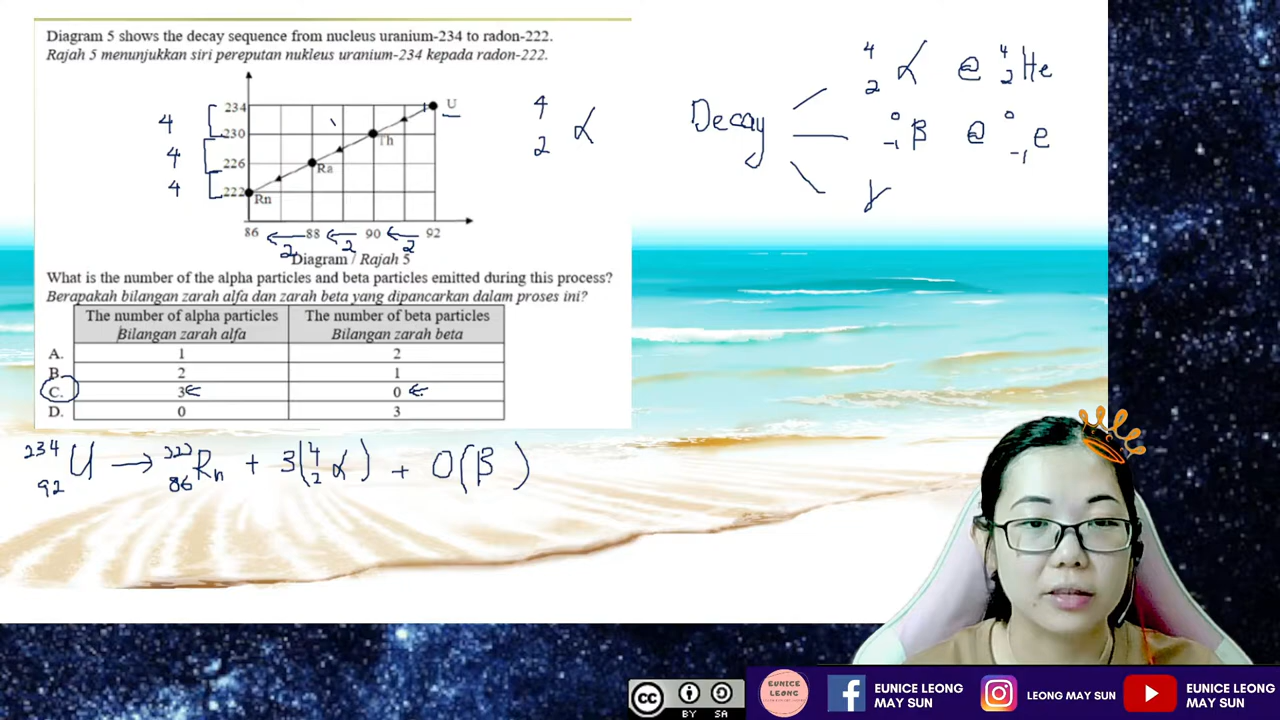 Diagram 5 shows the decay sequence from nucleus uranium-234 to radon-222.
Rajah 5 menunjukkan siri pereputan nukleus uranium-234 kepada radon-222.
234
230
226
222
U
Th
Ra
Rn
86 88 90 92
4
4
4
2 2 2
4
2 α
Diagram / Rajah 5
What is the number of the alpha particles and beta particles emitted during this process?
Berapakah bilangan zarah alfa dan zarah beta yang dipancarkan dalam proses ini?
The number of alpha particles The number of beta particles
Bilangan zarah alfa Bilangan zarah beta
A. 1 2
B. 2 1
C. 3 0
D. 0 3
234
92 U → 222
86 Rn + 3(4
2 α) + 0(β )
Decay
4
2 α @ 4
2 He
0
-1 β @ 0
-1 e
γ
CC
BY SA
EUNICE
LEONG
EUNICE LEONG
MAY SUN
LEONG MAY SUN
EUNICE LEONG
MAY SUN